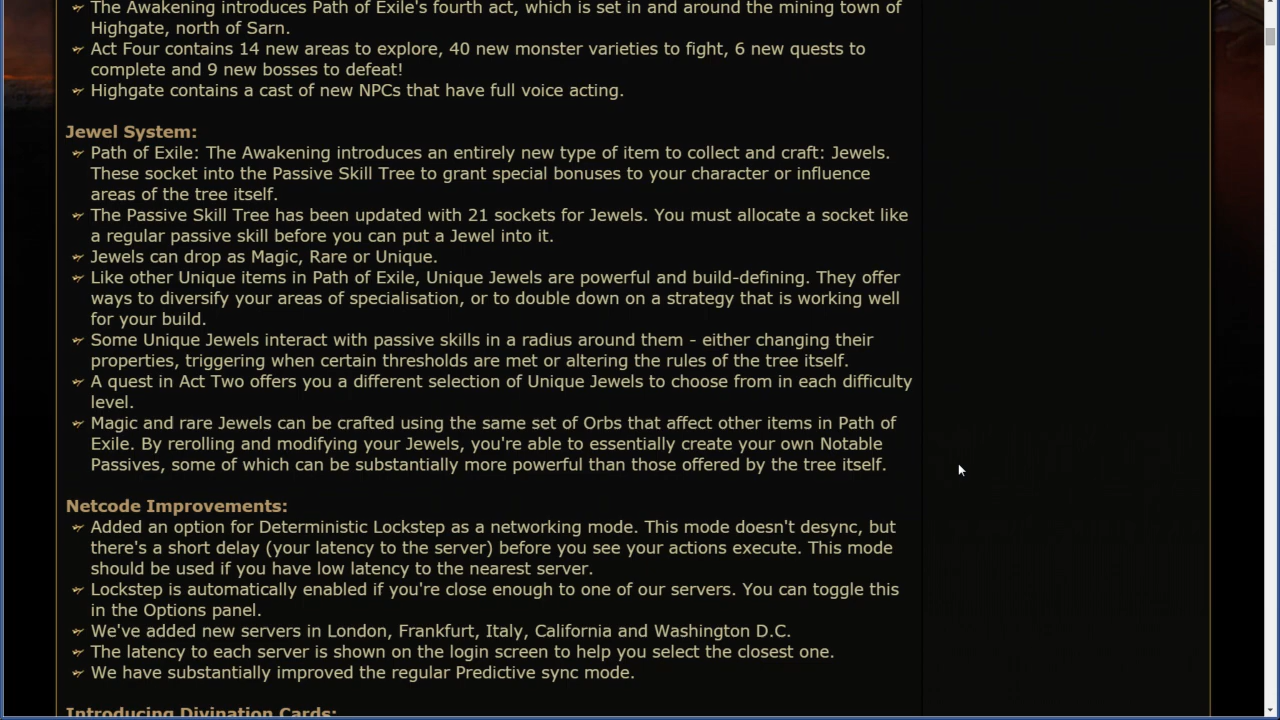 The Awakening introduces Path of Exile's fourth act, which is set in and around the mining town of
Highgate, north of Sarn.
Act Four contains 14 new areas to explore, 40 new monster varieties to fight, 6 new quests to
complete and 9 new bosses to defeat!
Highgate contains a cast of new NPCs that have full voice acting.
Jewel System:
Path of Exile: The Awakening introduces an entirely new type of item to collect and craft: Jewels.
These socket into the Passive Skill Tree to grant special bonuses to your character or influence
areas of the tree itself.
The Passive Skill Tree has been updated with 21 sockets for Jewels. You must allocate a socket like
a regular passive skill before you can put a Jewel into it.
Jewels can drop as Magic, Rare or Unique.
Like other Unique items in Path of Exile, Unique Jewels are powerful and build-defining. They offer
ways to diversify your areas of specialisation, or to double down on a strategy that is working well
for your build.
Some Unique Jewels interact with passive skills in a radius around them - either changing their
properties, triggering when certain thresholds are met or altering the rules of the tree itself.
A quest in Act Two offers you a different selection of Unique Jewels to choose from in each difficulty
level.
Magic and rare Jewels can be crafted using the same set of Orbs that affect other items in Path of
Exile. By rerolling and modifying your Jewels, you're able to essentially create your own Notable
Passives, some of which can be substantially more powerful than those offered by the tree itself.
Netcode Improvements:
Added an option for Deterministic Lockstep as a networking mode. This mode doesn't desync, but
there's a short delay (your latency to the server) before you see your actions execute. This mode
should be used if you have low latency to the nearest server.
Lockstep is automatically enabled if you're close enough to one of our servers. You can toggle this
in the Options panel.
We've added new servers in London, Frankfurt, Italy, California and Washington D.C.
The latency to each server is shown on the login screen to help you select the closest one.
We have substantially improved the regular Predictive sync mode.
Introducing Divination Cards: